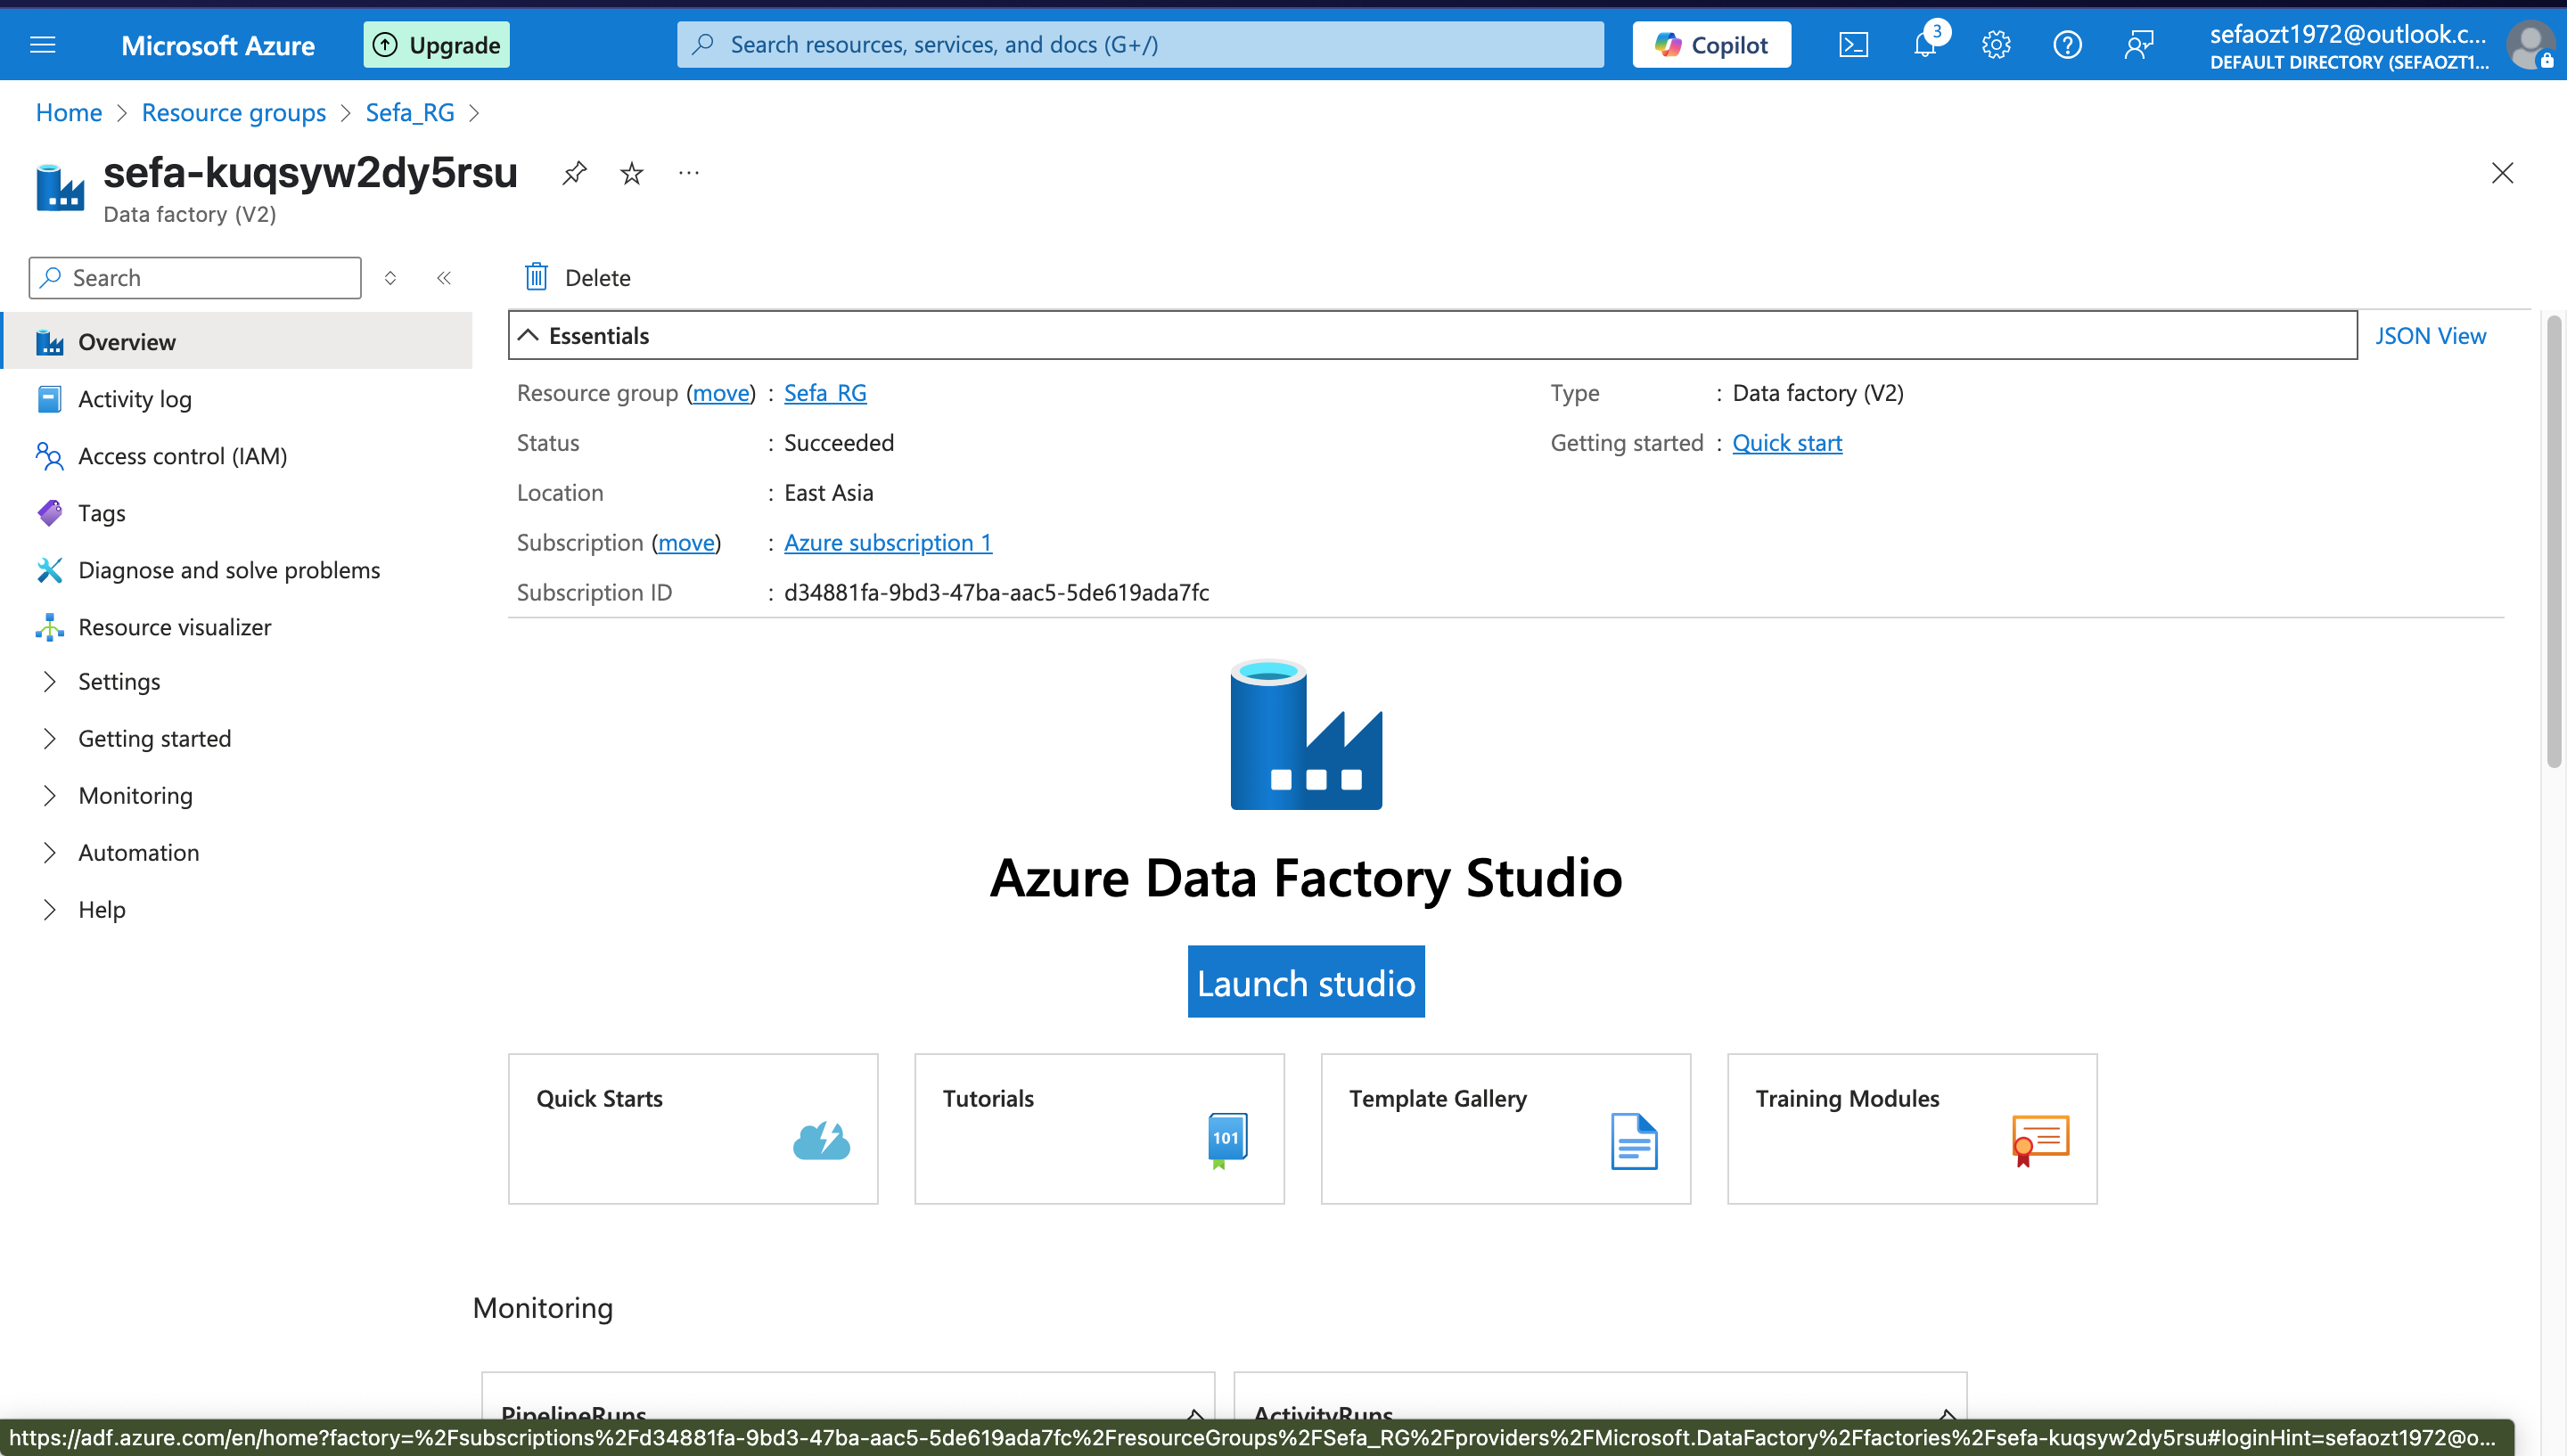 Microsoft Azure
Upgrade
Search resources, services, and docs (G+/)
Copilot
3
sefaozt1972@outlook.c...
DEFAULT DIRECTORY (SEFAOZT1...
Home > Resource groups > Sefa_RG >
sefa-kuqsyw2dy5rsu
Data factory (V2)
Search
Delete
Overview
Activity log
Access control (IAM)
Tags
Diagnose and solve problems
Resource visualizer
Settings
Getting started
Monitoring
Automation
Help
Essentials
JSON View
Resource group (move) : Sefa_RG
Status : Succeeded
Location : East Asia
Subscription (move) : Azure subscription 1
Subscription ID : d34881fa-9bd3-47ba-aac5-5de619ada7fc
Type : Data factory (V2)
Getting started : Quick start
Azure Data Factory Studio
Launch studio
Quick Starts
Tutorials
101
Template Gallery
Training Modules
Monitoring
PipelineRuns
ActivityRuns
https://adf.azure.com/en/home?factory=%2Fsubscriptions%2Fd34881fa-9bd3-47ba-aac5-5de619ada7fc%2FresourceGroups%2FSefa_RG%2Fproviders%2FMicrosoft.DataFactory%2Ffactories%2Fsefa-kuqsyw2dy5rsu#loginHint=sefaozt1972@o...